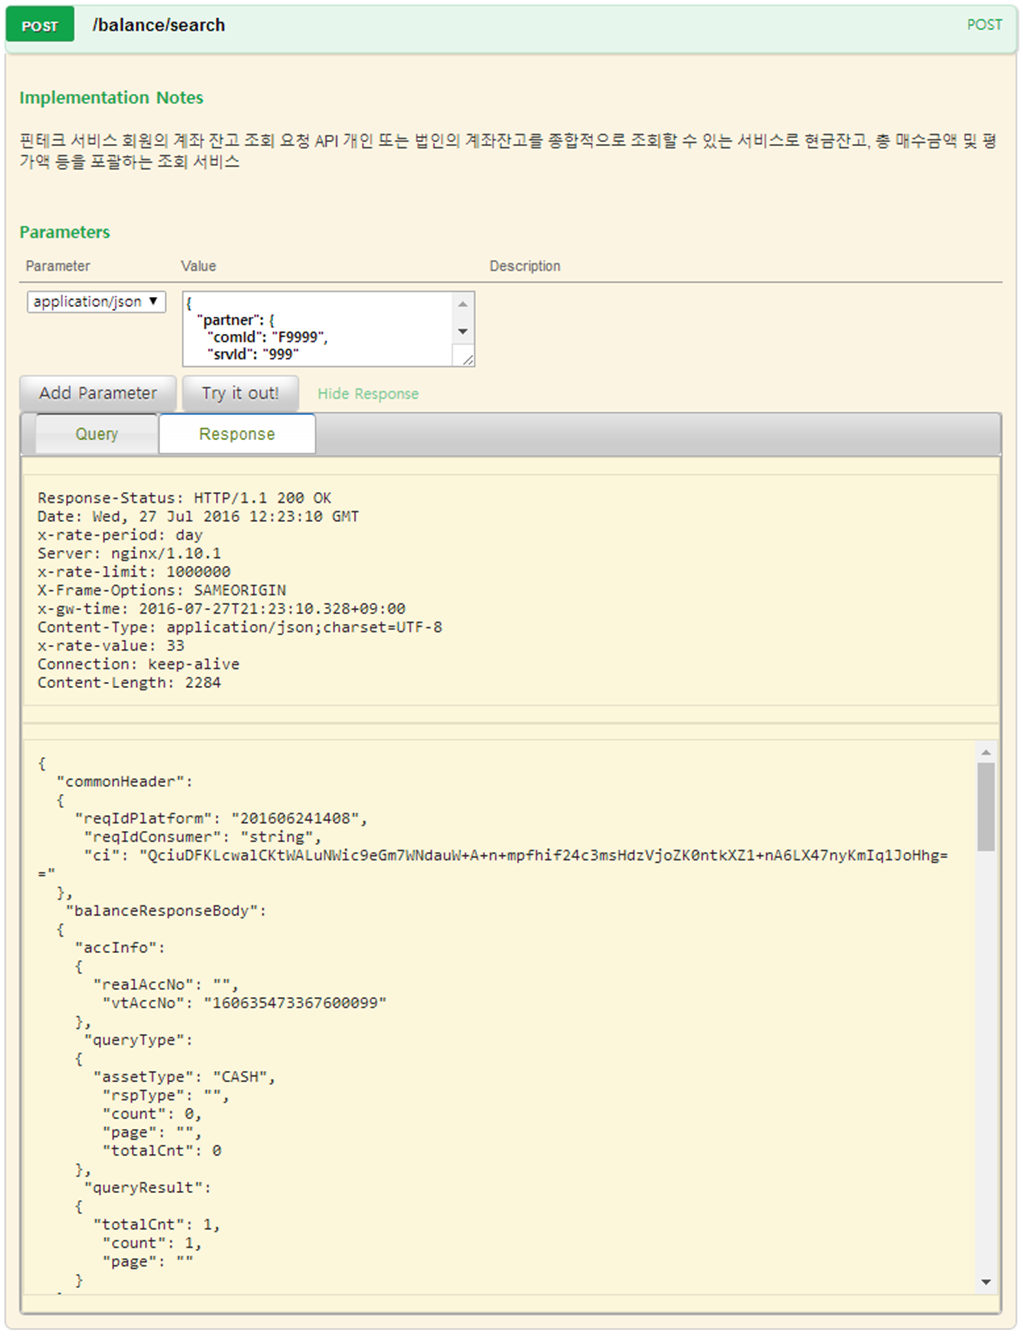 POST /balance/search POST
Implementation Notes
핀테크 서비스 회원의 계좌 잔고 조회 요청 API 개인 또는 법인의 계좌잔고를 종합적으로 조회할 수 있는 서비스로 현금잔고, 총 매수금액 및 평
가액 등을 포괄하는 조회 서비스
Parameters
Parameter Value Description
application/json ▼
{
"partner": {
"comId": "F9999",
"srvId": "999"
Add Parameter Try it out! Hide Response
Query Response
Response-Status: HTTP/1.1 200 OK
Date: Wed, 27 Jul 2016 12:23:10 GMT
x-rate-period: day
Server: nginx/1.10.1
x-rate-limit: 1000000
X-Frame-Options: SAMEORIGIN
x-gw-time: 2016-07-27T21:23:10.328+09:00
Content-Type: application/json;charset=UTF-8
x-rate-value: 33
Connection: keep-alive
Content-Length: 2284
{
"commonHeader":
{
"reqIdPlatform": "201606241408",
"reqIdConsumer": "string",
"ci": "QciuDFKLcwalCKtWALuNWic9eGm7WNdauW+A+n+mpfhif24c3msHdzVjoZK0ntkXZ1+nA6LX47nyKmIq1JoHhg=
="
},
"balanceResponseBody":
{
"accInfo":
{
"realAccNo": "",
"vtAccNo": "160635473367600099"
},
"queryType":
{
"assetType": "CASH",
"rspType": "",
"count": 0,
"page": "",
"totalCnt": 0
},
"queryResult":
{
"totalCnt": 1,
"count": 1,
"page": ""
}